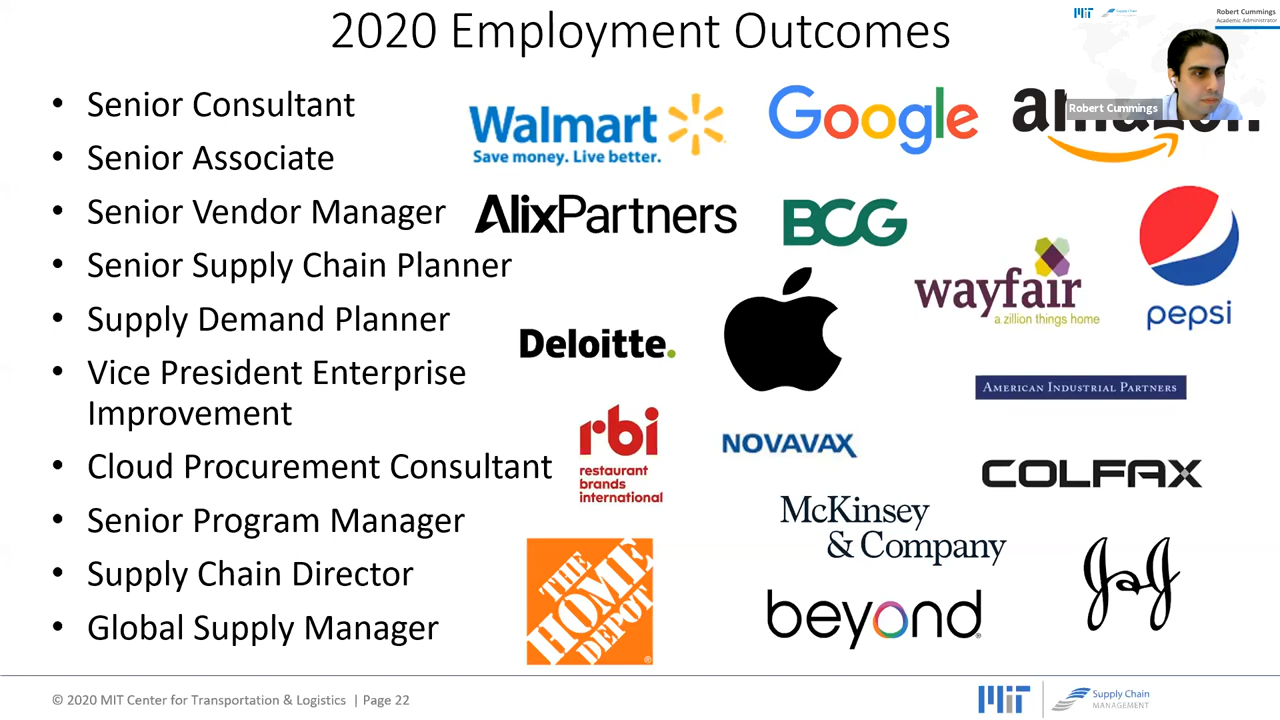 2020 Employment Outcomes
MiT Supply Chain
Robert Cummings
Academic Administrator
Robert Cummings
• Senior Consultant
• Senior Associate
• Senior Vendor Manager
• Senior Supply Chain Planner
• Supply Demand Planner
• Vice President Enterprise
Improvement
• Cloud Procurement Consultant
• Senior Program Manager
• Supply Chain Director
• Global Supply Manager
Walmart
Save money. Live better.
Google
amazon.
AlixPartners
BCG
pepsi
wayfair
a zillion things home
Deloitte.
AMERICAN INDUSTRIAL PARTNERS
rbi
restaurant
brands
international
NOVAVAX
COLFAX
McKinsey
& Company
THE
HOME
DEPOT
®
beyond
J&J
© 2020 MIT Center for Transportation & Logistics | Page 22
MiT
Supply Chain
MANAGEMENT